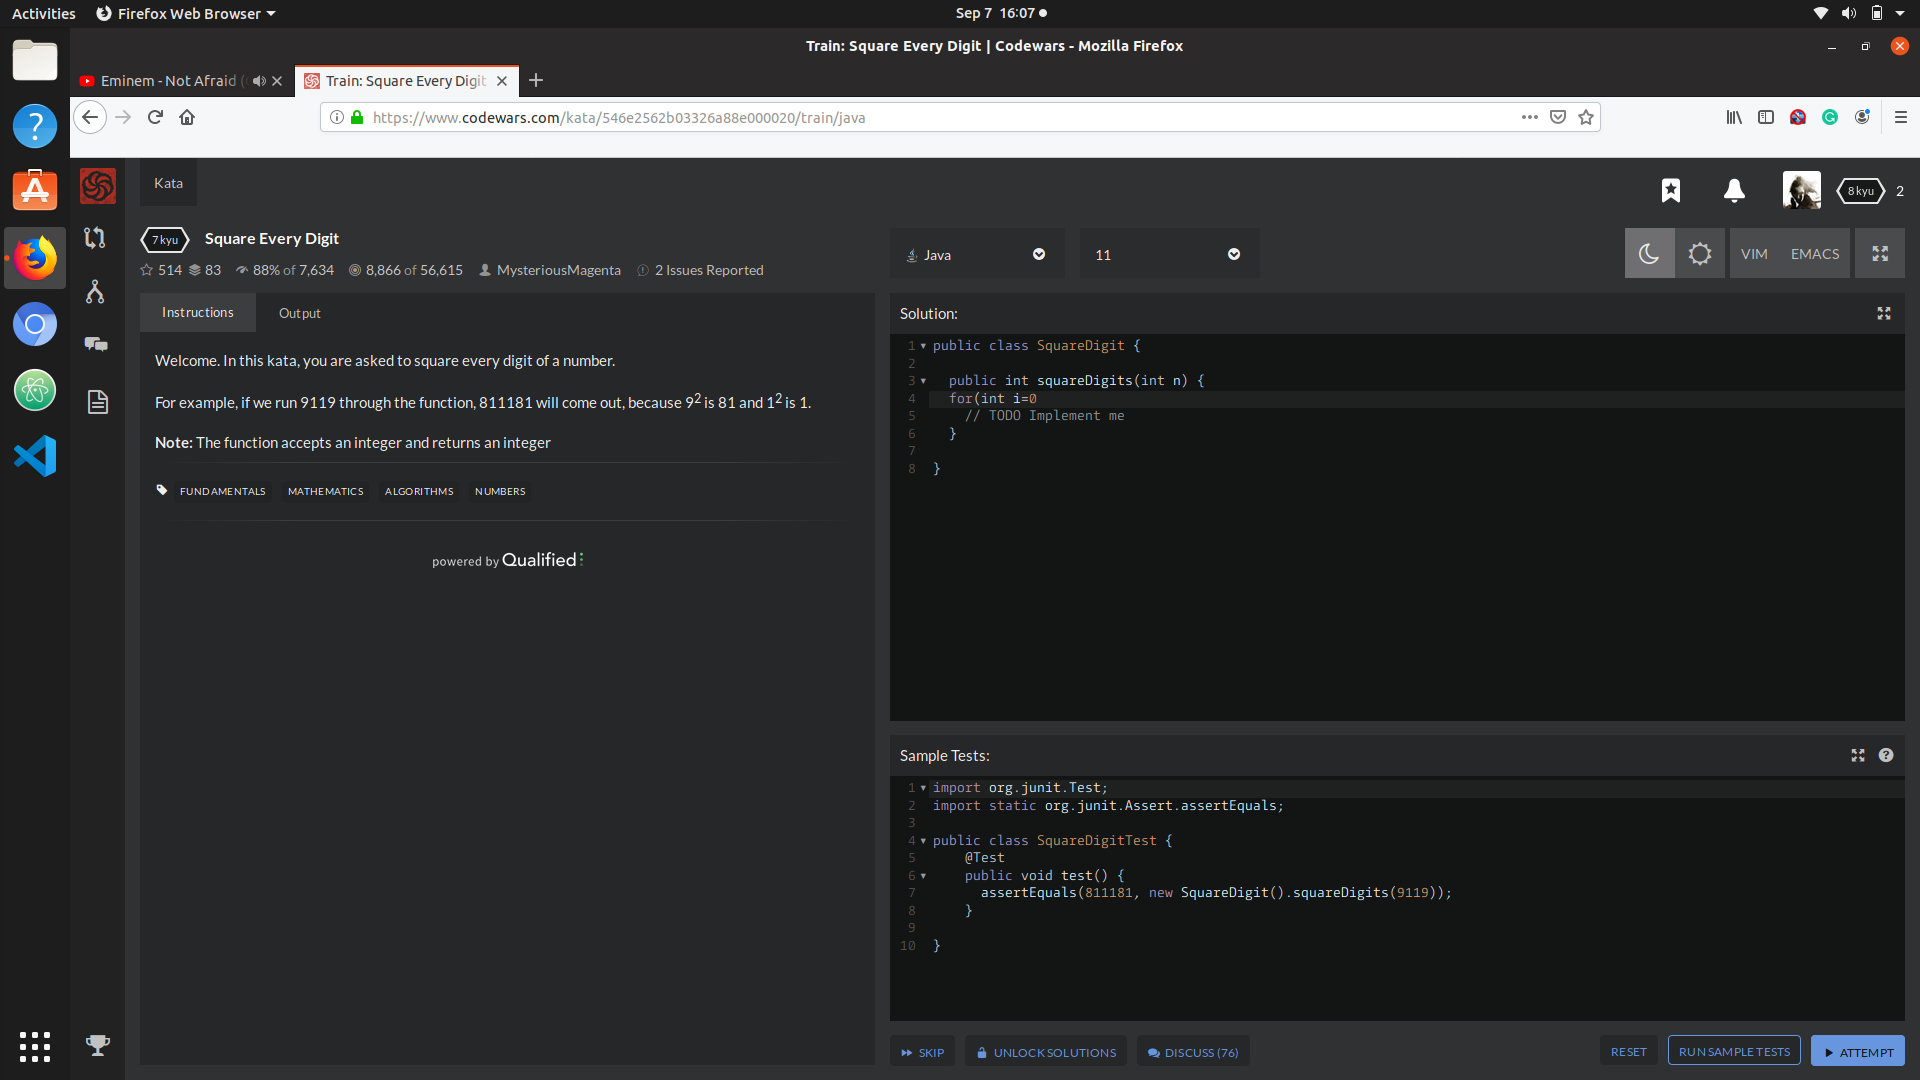 Activities
Firefox Web Browser
Sep 7 16:07
Train: Square Every Digit | Codewars - Mozilla Firefox
Eminem - Not Afraid (
Train: Square Every Digit
https://www.codewars.com/kata/546e2562b03326a88e000020/train/java
Kata
8 kyu
2
7 kyu
Square Every Digit
514 83 88% of 7,634 8,866 of 56,615 MysteriousMagenta 2 Issues Reported
Java
11
VIM
EMACS
Instructions
Output
Welcome. In this kata, you are asked to square every digit of a number.
For example, if we run 9119 through the function, 811181 will come out, because 9² is 81 and 1² is 1.
Note: The function accepts an integer and returns an integer
FUNDAMENTALS MATHEMATICS ALGORITHMS NUMBERS
powered by Qualified
Solution:
1 public class SquareDigit {
2
3 public int squareDigits(int n) {
4 for(int i=0
5 // TODO Implement me
6 }
7
8 }
Sample Tests:
1 import org.junit.Test;
2 import static org.junit.Assert.assertEquals;
3
4 public class SquareDigitTest {
5 @Test
6 public void test() {
7 assertEquals(811181, new SquareDigit().squareDigits(9119));
8 }
9
10 }
SKIP
UNLOCK SOLUTIONS
DISCUSS (76)
RESET
RUN SAMPLE TESTS
ATTEMPT